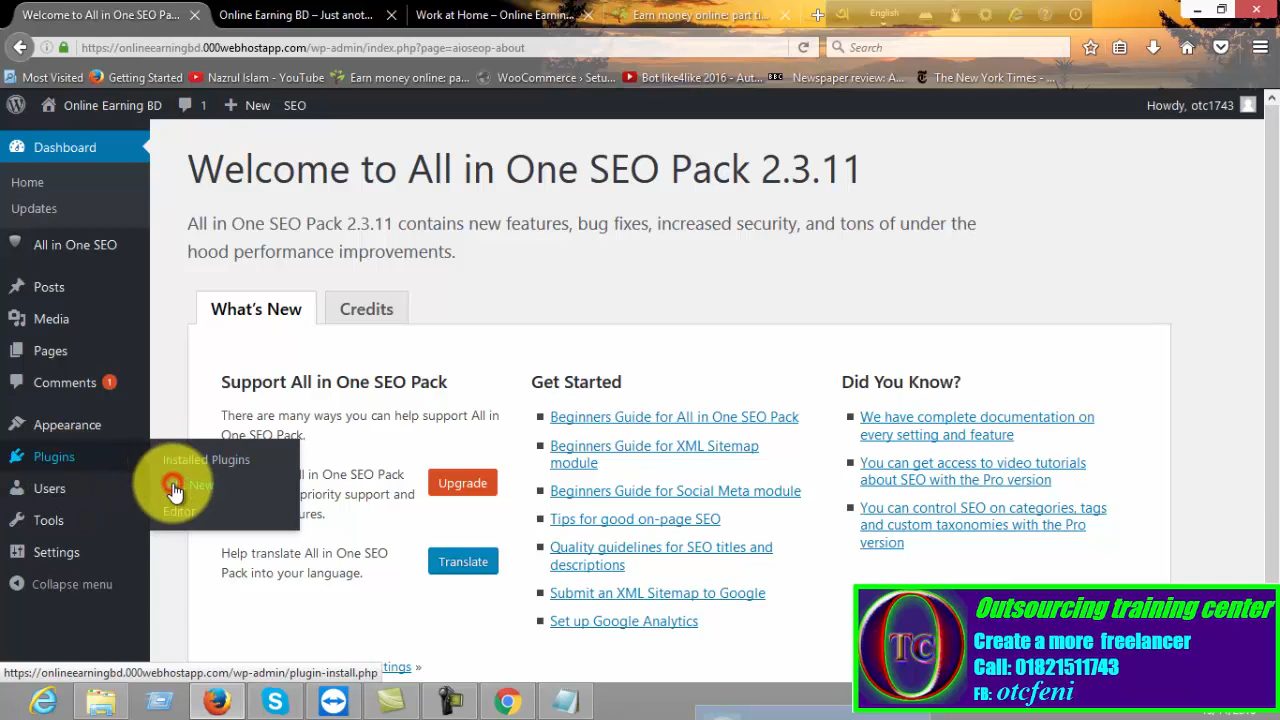 Welcome to All in One SEO Pa...
Online Earning BD – Just anot...
Work at Home – Online Earnin...
Earn money online: part ti...
English
https://onlineearningbd.000webhostapp.com/wp-admin/index.php?page=aioseop-about
Search
Most Visited
Getting Started
Nazrul Islam - YouTube
Earn money online: pa...
WooCommerce › Setu...
Bot like4like 2016 - Aut...
BBC
Newspaper review: A...
The New York Times - ...
Online Earning BD
1
New
SEO
Howdy, otc1743
Dashboard
Home
Updates
All in One SEO
Posts
Media
Pages
Comments 1
Appearance
Plugins
Users
Tools
Settings
Collapse menu
Installed Plugins
New
Editor
Welcome to All in One SEO Pack 2.3.11
All in One SEO Pack 2.3.11 contains new features, bug fixes, increased security, and tons of under the
hood performance improvements.
What's New
Credits
Support All in One SEO Pack
There are many ways you can help support All in
One SEO Pack.
ll in One SEO Pack
priority support and
ures.
Upgrade
Help translate All in One SEO
Pack into your language.
Translate
Get Started
Beginners Guide for All in One SEO Pack
Beginners Guide for XML Sitemap
module
Beginners Guide for Social Meta module
Tips for good on-page SEO
Quality guidelines for SEO titles and
descriptions
Submit an XML Sitemap to Google
Set up Google Analytics
Did You Know?
We have complete documentation on
every setting and feature
You can get access to video tutorials
about SEO with the Pro version
You can control SEO on categories, tags
and custom taxonomies with the Pro
version
ttings »
https://onlineearningbd.000webhostapp.com/wp-admin/plugin-install.php
OTC
Outsourcing training center
Create a more freelancer
Call: 01821511743
FB: otcfeni